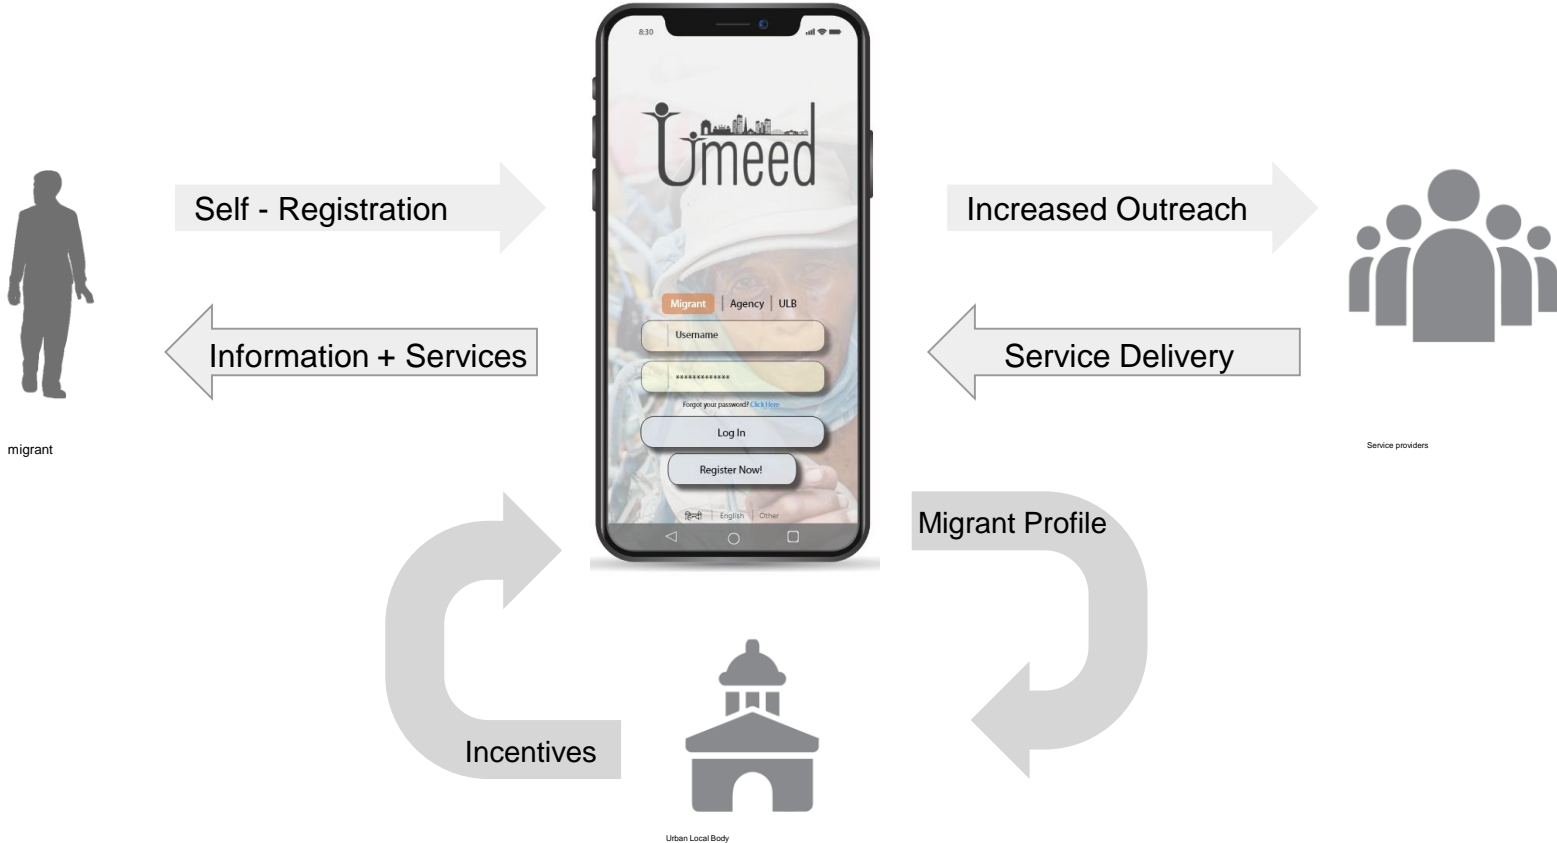 8:30
Umeed
Self - Registration
Increased Outreach
Migrant | Agency | ULB
Username
Information + Services
Service Delivery
*************
Forgot your password? Click Here
Log In
migrant
Service providers
Register Now!
हिन्दी | English | Other
Migrant Profile
Incentives
Urban Local Body